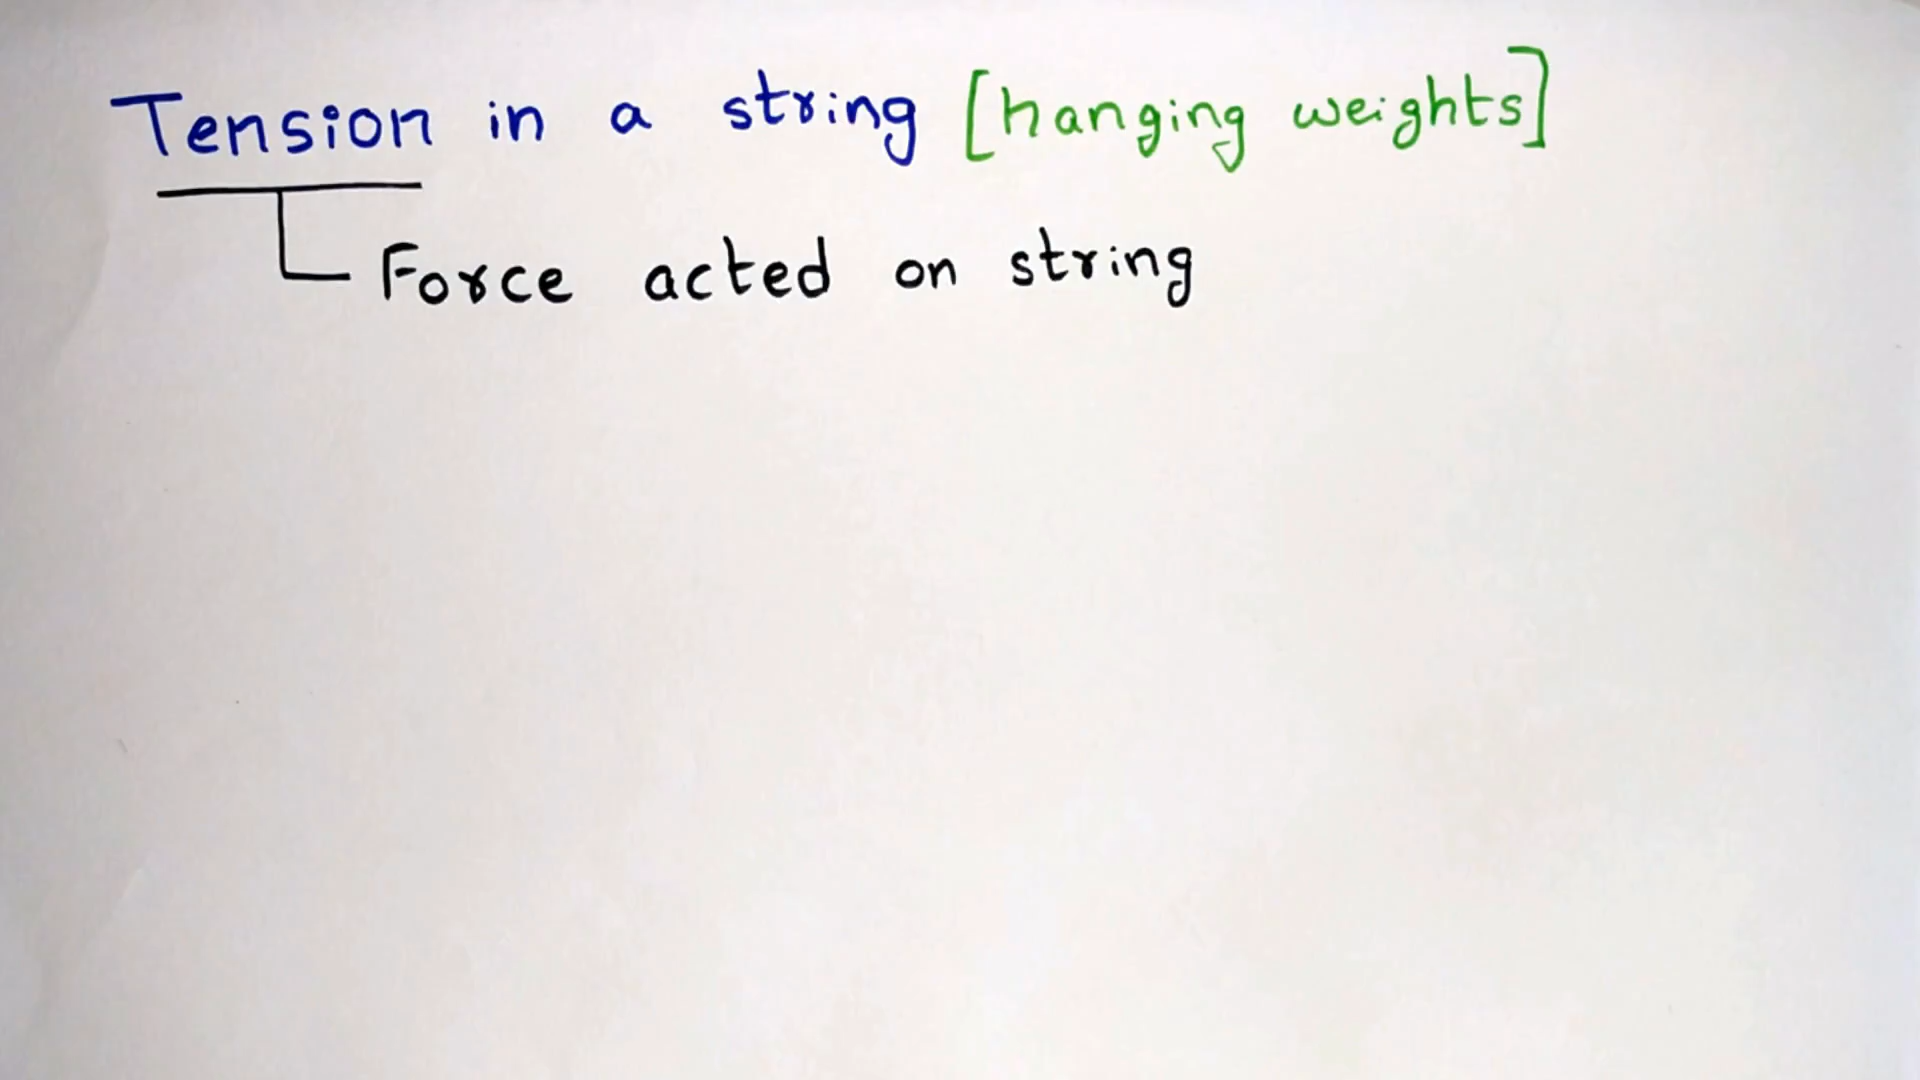 Tension in a string [hanging weights]
Force acted on string